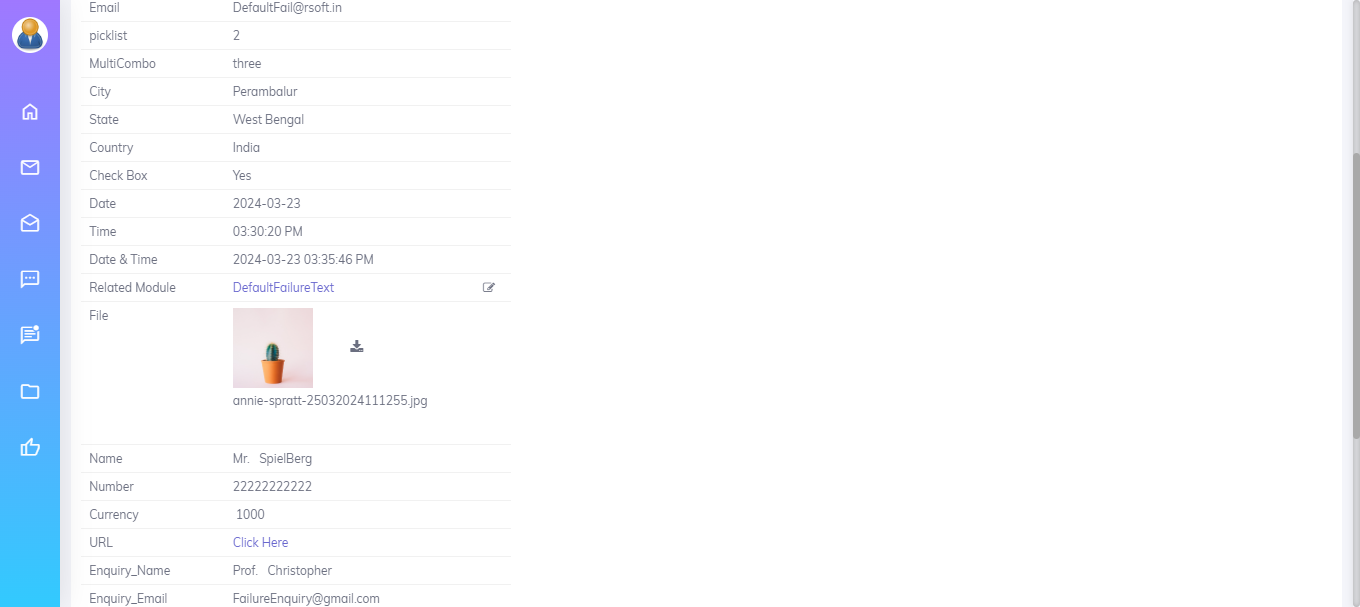 Email DefaultFail@rsoft.in
picklist 2
MultiCombo three
City Perambalur
State West Bengal
Country India
Check Box Yes
Date 2024-03-23
Time 03:30:20 PM
Date & Time 2024-03-23 03:35:46 PM
Related Module DefaultFailureText
File
annie-spratt-25032024111255.jpg
Name Mr. SpielBerg
Number 22222222222
Currency 1000
URL Click Here
Enquiry_Name Prof. Christopher
Enquiry_Email FailureEnquiry@gmail.com